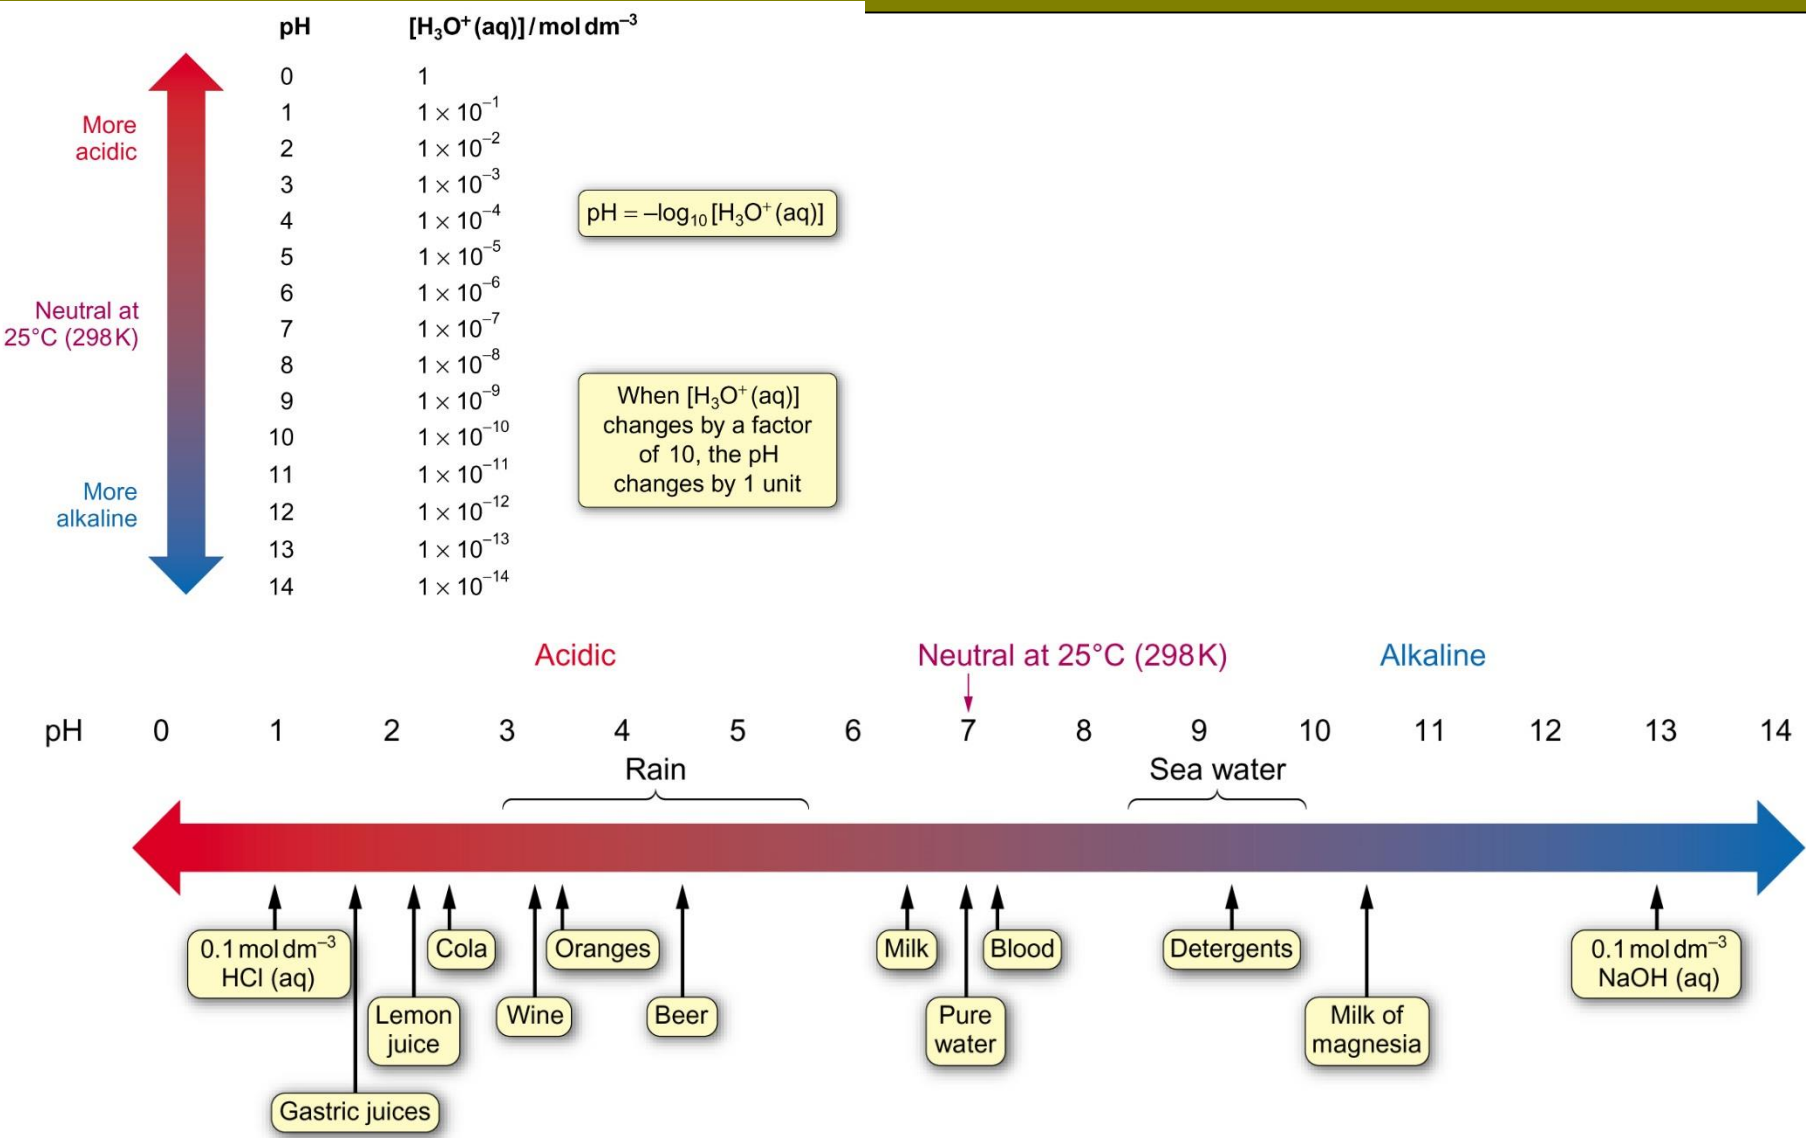 pH [H₃O⁺(aq)]/mol dm⁻³
0 1
1 1 × 10⁻¹
More
acidic
2 1 × 10⁻²
3 1 × 10⁻³
4 1 × 10⁻⁴
pH = –log₁₀[H₃O⁺(aq)]
5 1 × 10⁻⁵
6 1 × 10⁻⁶
Neutral at
25°C (298K)
7 1 × 10⁻⁷
8 1 × 10⁻⁸
9 1 × 10⁻⁹
10 1 × 10⁻¹⁰
When [H₃O⁺(aq)]
changes by a factor
of 10, the pH
changes by 1 unit
11 1 × 10⁻¹¹
More
alkaline
12 1 × 10⁻¹²
13 1 × 10⁻¹³
14 1 × 10⁻¹⁴
Acidic Neutral at 25°C (298K) Alkaline
pH 0 1 2 3 4 5 6 7 8 9 10 11 12 13 14
Rain Sea water
0.1 mol dm⁻³
HCl (aq)
Gastric juices
Lemon
juice
Cola
Wine
Oranges
Beer
Milk
Pure
water
Blood
Detergents
Milk of
magnesia
0.1 mol dm⁻³
NaOH (aq)